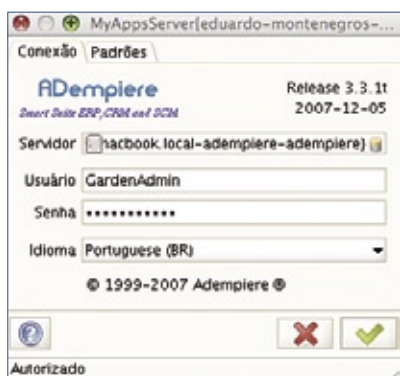 MyAppsServer{eduardo-montenegros-...
Conexão Padrões
ADempiere
Smart Suite ERP,CRM and SCM
Release 3.3.1t
2007-12-05
Servidor macbook.local-adempiere-adempiere}
Usuário GardenAdmin
Senha •••••••••••
Idioma Portuguese (BR)
© 1999-2007 Adempiere ®
Autorizado